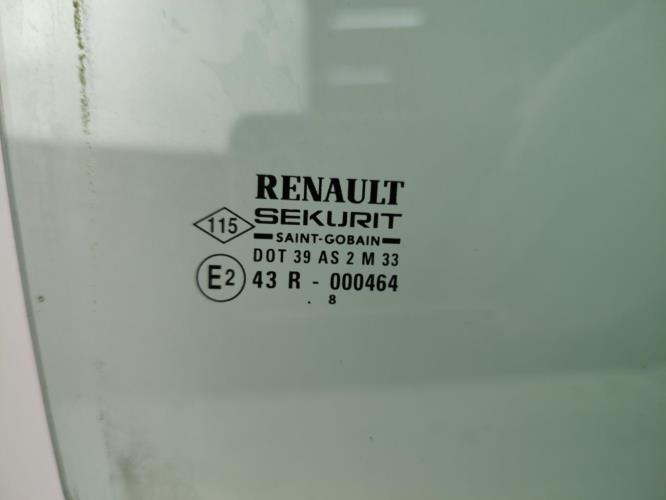 RENAULT
115 SEKURIT
SAINT-GOBAIN
DOT 39 AS 2 M 33
E2 43 R - 000464
. 8